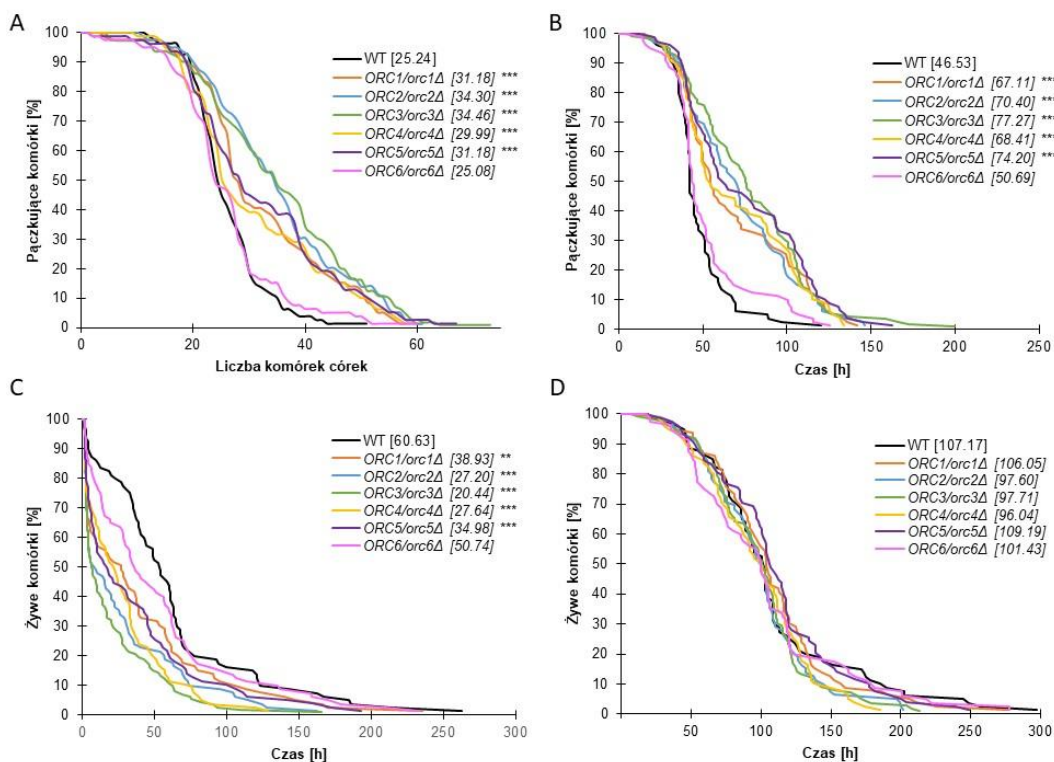 A
Pączkujące komórki [%]
100
90
80
70
60
50
40
30
20
10
0
WT [25.24]
ORC1/orc1Δ [31.18] ***
ORC2/orc2Δ [34.30] ***
ORC3/orc3Δ [34.46] ***
ORC4/orc4Δ [29.99] ***
ORC5/orc5Δ [31.18] ***
ORC6/orc6Δ [25.08]
0 20 40 60
Liczba komórek córek
B
Pączkujące komórki [%]
100
90
80
70
60
50
40
30
20
10
0
WT [46.53]
ORC1/orc1Δ [67.11] ***
ORC2/orc2Δ [70.40] ***
ORC3/orc3Δ [77.27] ***
ORC4/orc4Δ [68.41] ***
ORC5/orc5Δ [74.20] ***
ORC6/orc6Δ [50.69]
0 50 100 150 200 250
Czas [h]
C
Żywe komórki [%]
100
90
80
70
60
50
40
30
20
10
0
WT [60.63]
ORC1/orc1Δ [38.93] **
ORC2/orc2Δ [27.20] ***
ORC3/orc3Δ [20.44] ***
ORC4/orc4Δ [27.64] ***
ORC5/orc5Δ [34.98] ***
ORC6/orc6Δ [50.74]
0 50 100 150 200 250 300
Czas [h]
D
Żywe komórki [%]
100
90
80
70
60
50
40
30
20
10
0
WT [107.17]
ORC1/orc1Δ [106.05]
ORC2/orc2Δ [97.60]
ORC3/orc3Δ [97.71]
ORC4/orc4Δ [96.04]
ORC5/orc5Δ [109.19]
ORC6/orc6Δ [101.43]
0 50 100 150 200 250 300
Czas [h]